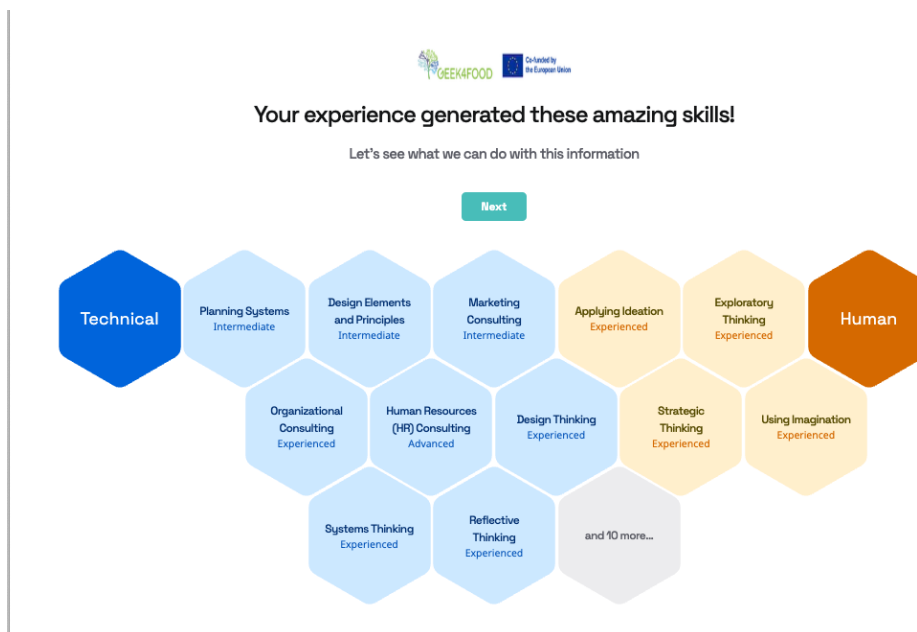 GEEK4FOOD
Co-funded by
the European Union
Your experience generated these amazing skills!
Let's see what we can do with this information
Next
Technical
Planning Systems
Intermediate
Design Elements
and Principles
Intermediate
Marketing
Consulting
Intermediate
Applying Ideation
Experienced
Exploratory
Thinking
Experienced
Human
Organizational
Consulting
Experienced
Human Resources
(HR) Consulting
Advanced
Design Thinking
Experienced
Strategic
Thinking
Experienced
Using Imagination
Experienced
Systems Thinking
Experienced
Reflective
Thinking
Experienced
and 10 more...